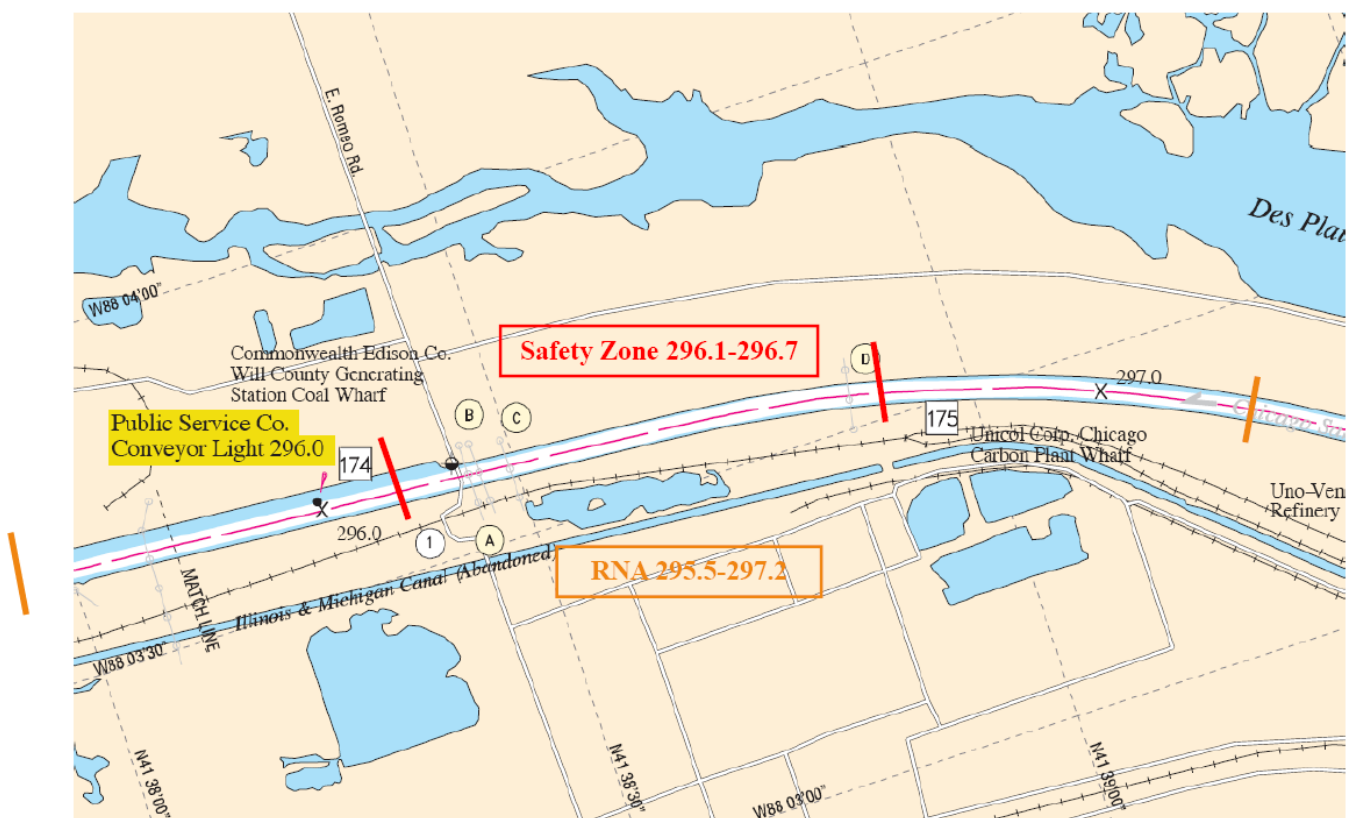 E. Romeo Rd.
Des Plai
W88 04'00"
Safety Zone 296.1-296.7
Commonwealth Edison Co.
Will County Generating
Station Coal Wharf
D
297.0
Public Service Co.
Conveyor Light 296.0
B
C
175
174
Unicol Corp./Chicago
Carbon Plant Wharf
Uno-Ven
Refinery
296.0
1
A
RNA 295.5-297.2
MATCH LINE
Illinois & Michigan Canal (Abandoned)
W88 03'30"
N41 38'00"
N41 38'30"
N41 39'00"
W88 03'00"